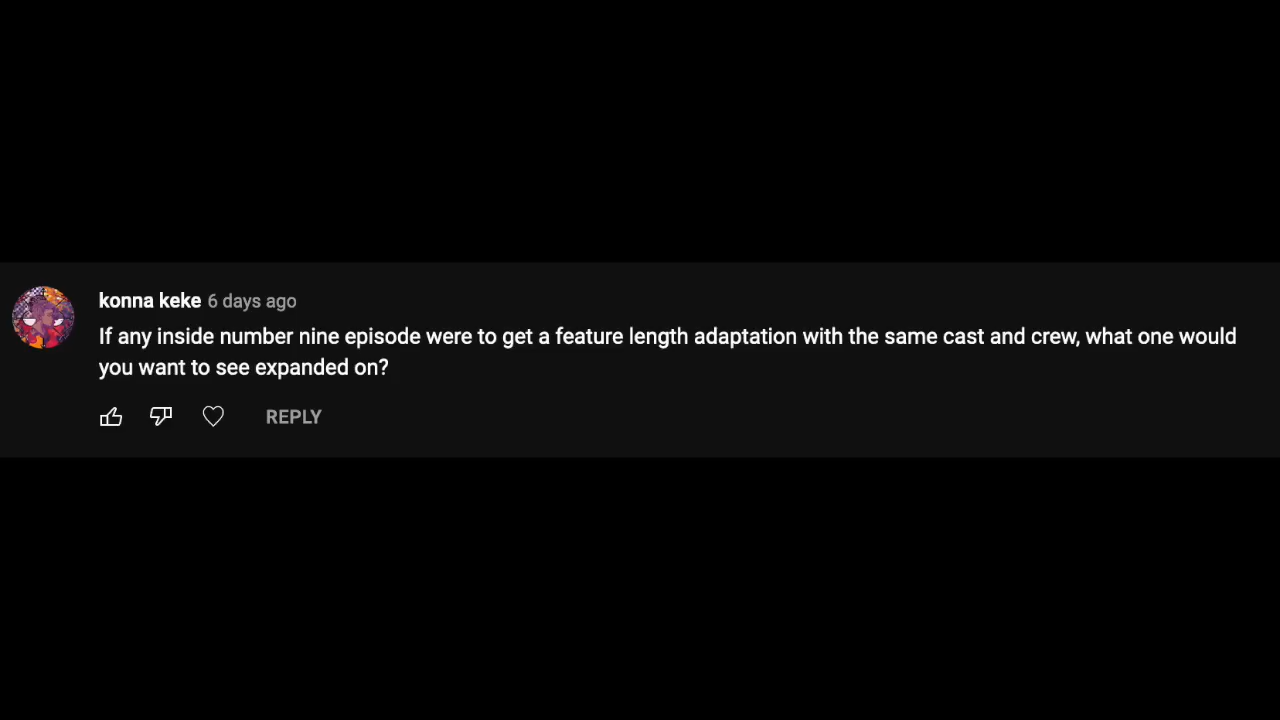 konna keke 6 days ago
If any inside number nine episode were to get a feature length adaptation with the same cast and crew, what one would
you want to see expanded on?
REPLY